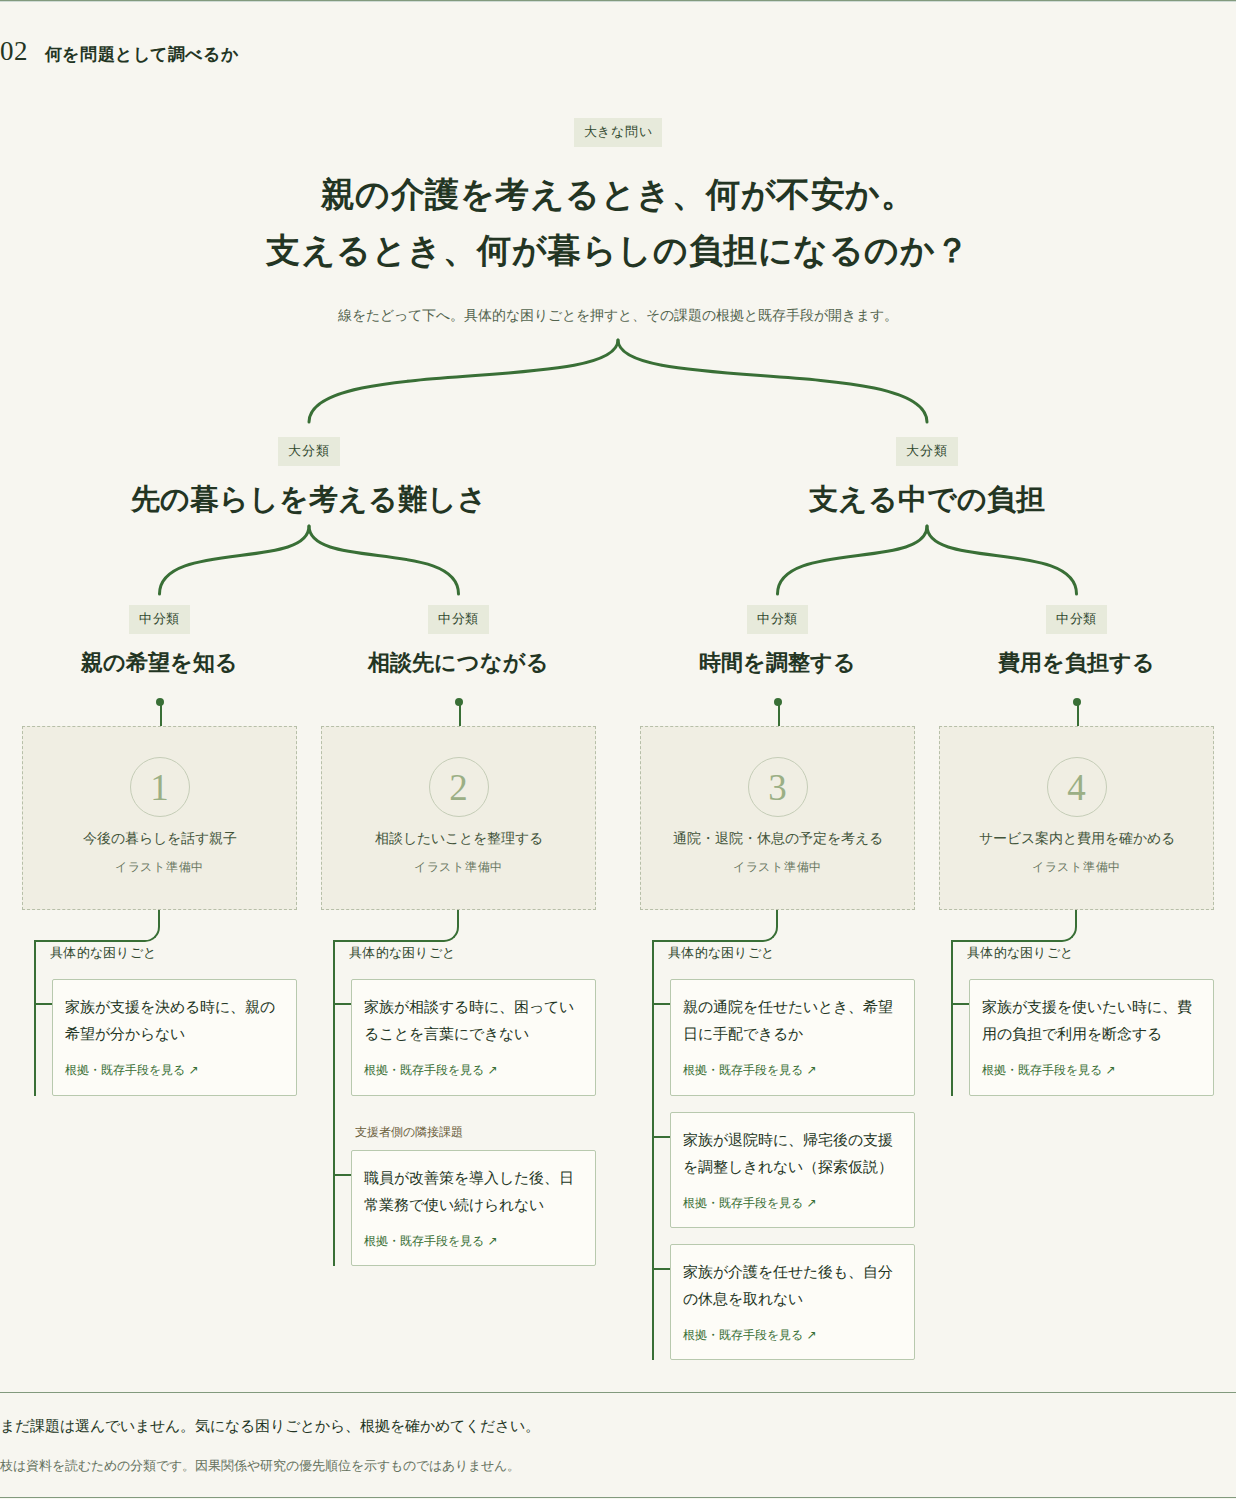 02 何を問題として調べるか
大きな問い
親の介護を考えるとき、何が不安か。
支えるとき、何が暮らしの負担になるのか？
線をたどって下へ。具体的な困りごとを押すと、その課題の根拠と既存手段が開きます。
大分類
先の暮らしを考える難しさ
大分類
支える中での負担
中分類
親の希望を知る
中分類
相談先につながる
中分類
時間を調整する
中分類
費用を負担する
1
今後の暮らしを話す親子
イラスト準備中
2
相談したいことを整理する
イラスト準備中
3
通院・退院・休息の予定を考える
イラスト準備中
4
サービス案内と費用を確かめる
イラスト準備中
具体的な困りごと
家族が支援を決める時に、親の
希望が分からない
根拠・既存手段を見る ↗
具体的な困りごと
家族が相談する時に、困ってい
ることを言葉にできない
根拠・既存手段を見る ↗
支援者側の隣接課題
職員が改善策を導入した後、日
常業務で使い続けられない
根拠・既存手段を見る ↗
具体的な困りごと
親の通院を任せたいとき、希望
日に手配できるか
根拠・既存手段を見る ↗
家族が退院時に、帰宅後の支援
を調整しきれない（探索仮説）
根拠・既存手段を見る ↗
家族が介護を任せた後も、自分
の休息を取れない
根拠・既存手段を見る ↗
具体的な困りごと
家族が支援を使いたい時に、費
用の負担で利用を断念する
根拠・既存手段を見る ↗
まだ課題は選んでいません。気になる困りごとから、根拠を確かめてください。
枝は資料を読むための分類です。因果関係や研究の優先順位を示すものではありません。